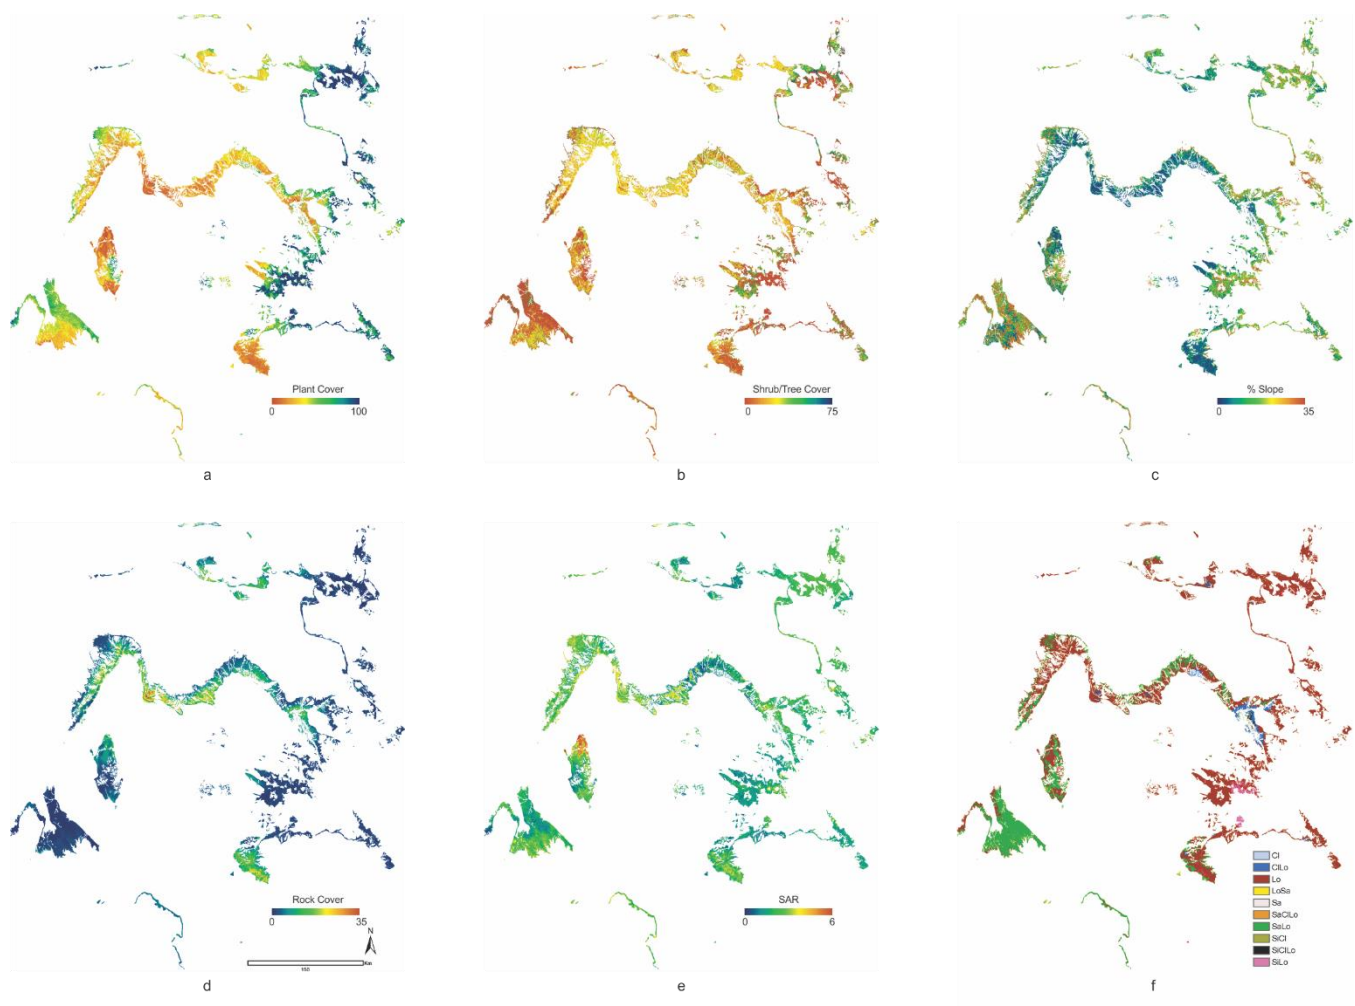 Plant Cover
0 100
a
Shrub/Tree Cover
0 75
b
% Slope
0 35
c
Rock Cover
0 35
N
Km
150
d
SAR
0 6
e
Cl
ClLo
Lo
LoSa
Sa
SaClLo
SaLo
SiCl
SiClLo
SiLo
f